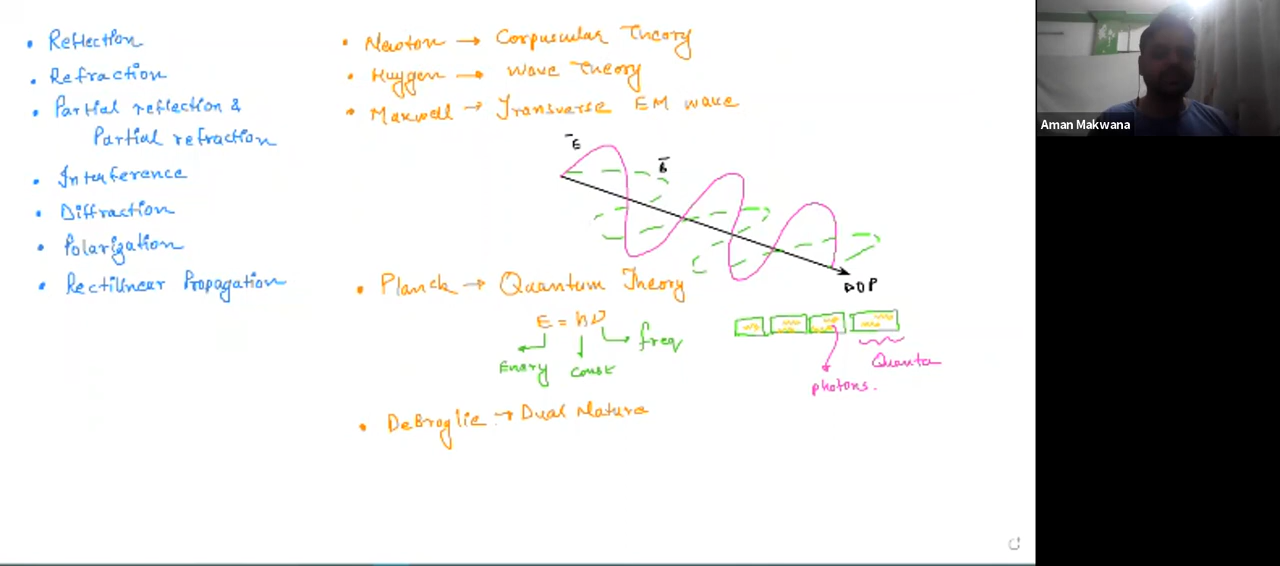 • Reflection
• Refraction
• Partial reflection &
Partial refraction
• Interference
• Diffraction
• Polarization
• Rectilinear Propagation
• Newton → Corpuscular Theory
• Huygen → Wave Theory
• Maxwell → Transverse EM wave
E
B
DOP
• Planck → Quantum Theory
E = hν
freq
Enargy const
Quanta
photons.
• DeBroglie → Dual Nature
Aman Makwana